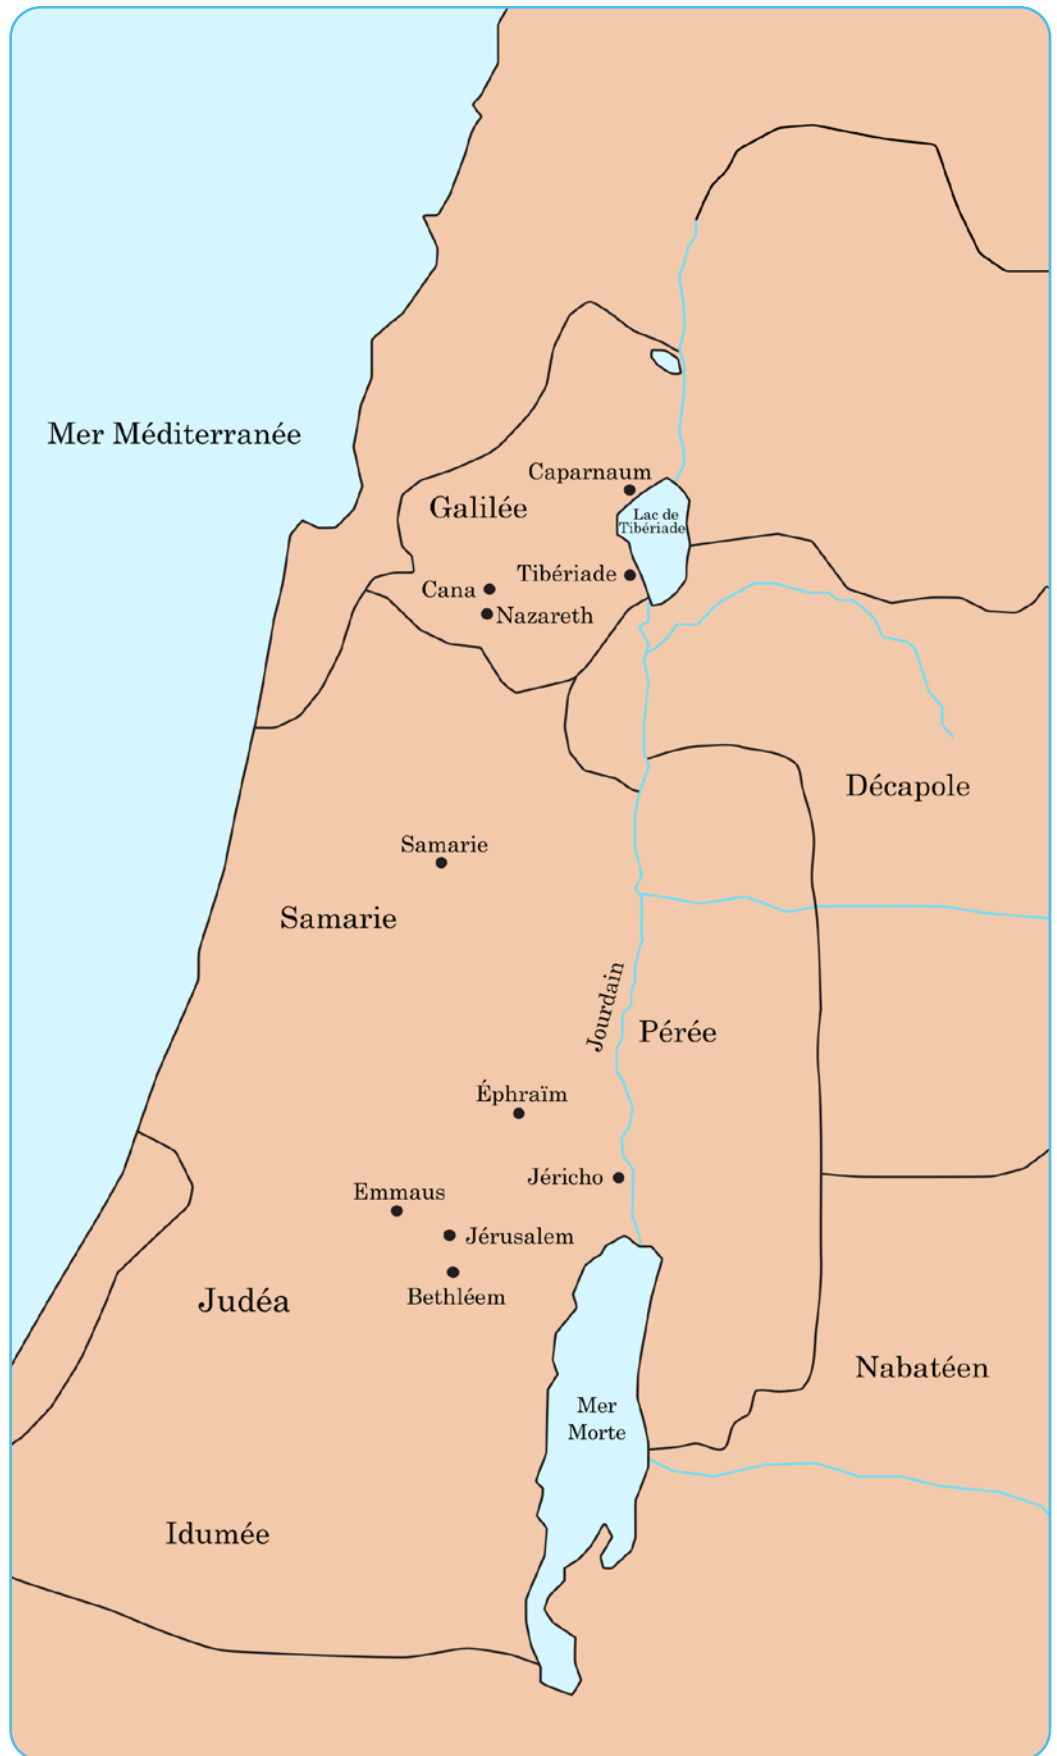 Mer Méditerranée
Caparnaum
Galilée
Lac de
Tibériade
Tibériade
Cana
Nazareth
Décapole
Samarie
Samarie
Jourdain
Pérée
Éphraïm
Jéricho
Emmaus
Jérusalem
Bethléem
Judéa
Nabatéen
Mer
Morte
Idumée